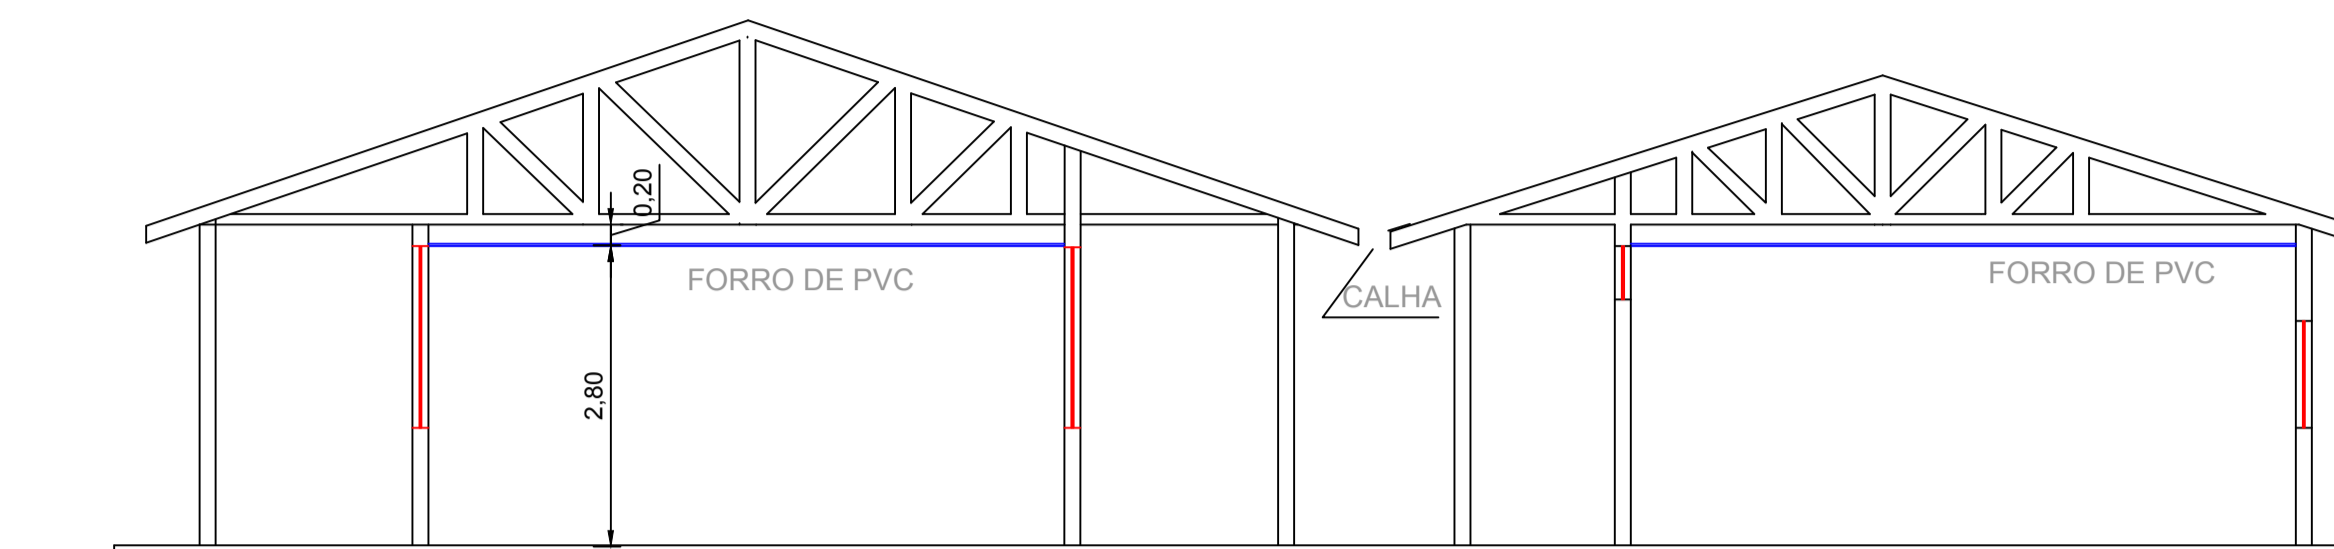 0,20
FORRO DE PVC
FORRO DE PVC
CALHA
2,80